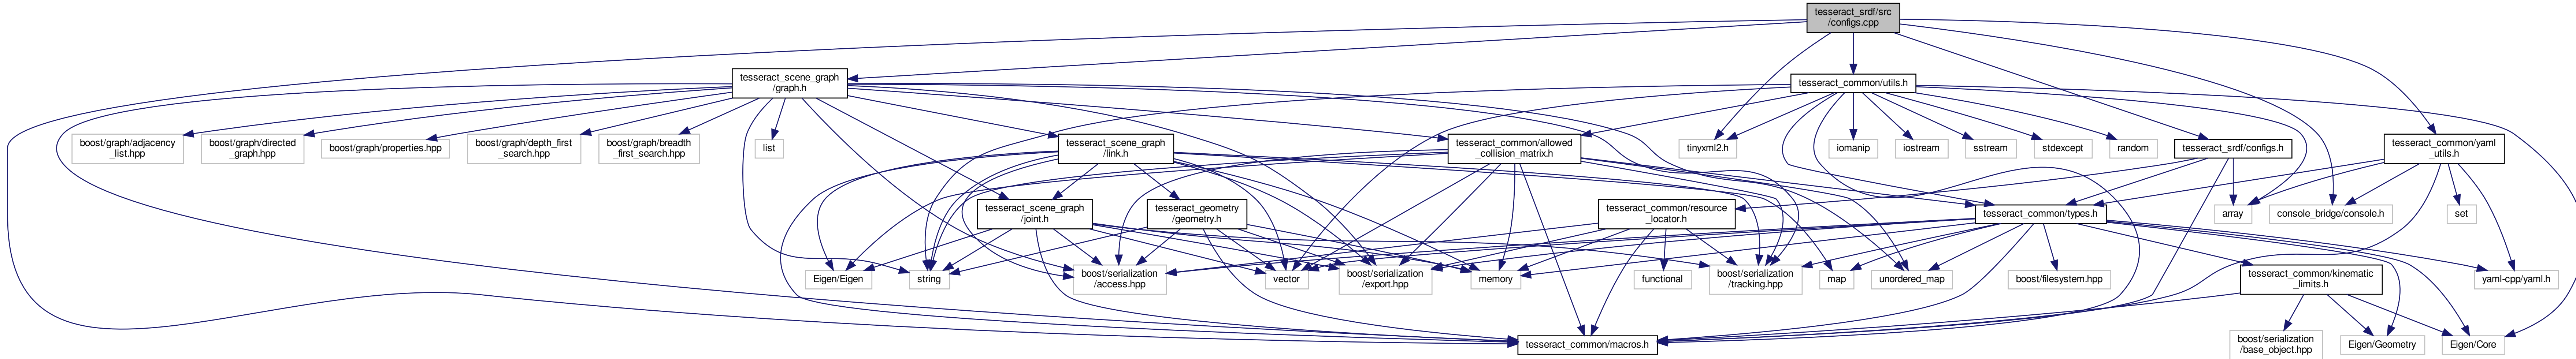 tesseract_srdf/src
/configs.cpp
tesseract_scene_graph
/graph.h
tesseract_common/utils.h
boost/graph/adjacency
_list.hpp
boost/graph/directed
_graph.hpp
boost/graph/properties.hpp
boost/graph/depth_first
_search.hpp
boost/graph/breadth
_first_search.hpp
list
tesseract_scene_graph
/link.h
tesseract_common/allowed
_collision_matrix.h
tinyxml2.h
iomanip
iostream
sstream
stdexcept
random
tesseract_srdf/configs.h
tesseract_common/yaml
_utils.h
tesseract_scene_graph
/joint.h
tesseract_geometry
/geometry.h
tesseract_common/resource
_locator.h
tesseract_common/types.h
array
console_bridge/console.h
set
Eigen/Eigen
string
boost/serialization
/access.hpp
vector
boost/serialization
/export.hpp
memory
functional
boost/serialization
/tracking.hpp
map
unordered_map
boost/filesystem.hpp
tesseract_common/kinematic
_limits.h
yaml-cpp/yaml.h
tesseract_common/macros.h
boost/serialization
/base_object.hpp
Eigen/Geometry
Eigen/Core